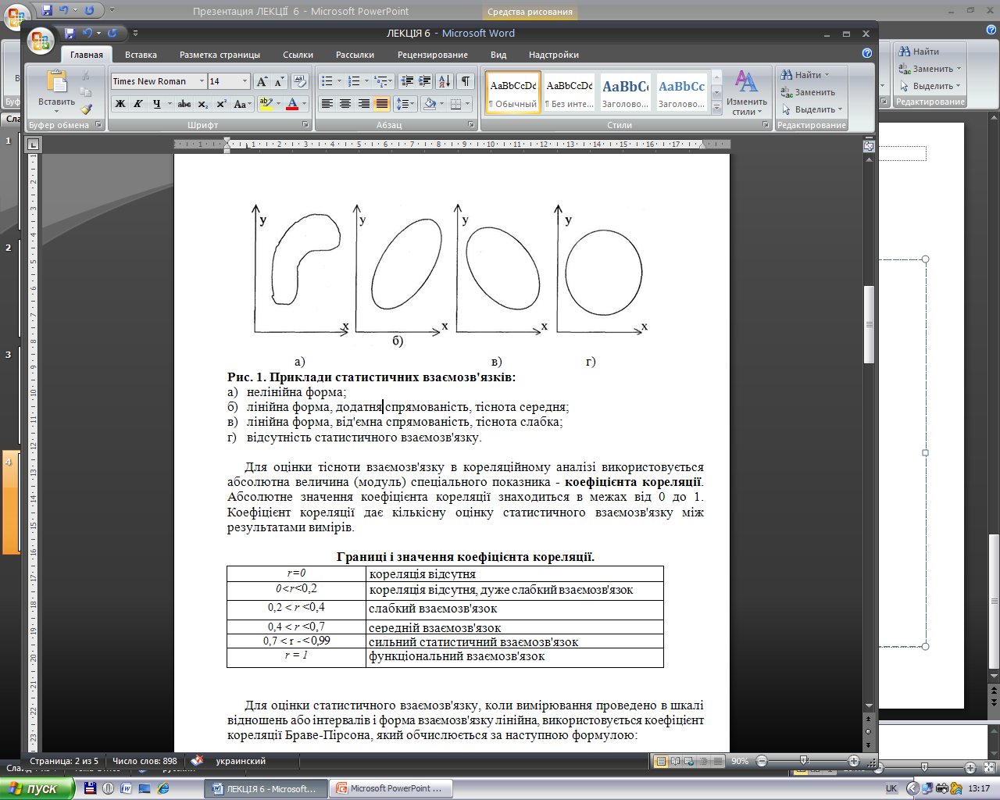 Презентация ЛЕКЦІЇ 6 - Microsoft PowerPoint
Средства рисования
ЛЕКЦІЯ 6 - Microsoft Word
Главная Вставка Разметка страницы Ссылки Рассылки Рецензирование Вид Надстройки
Вставить
Буфер обмена
Times New Roman 14
Ж К Ч abc x₂ x² Aa ab А
Шрифт
Абзац
AaBbCcDd AaBbCcDd AaBbCc AaBbCc
¶ Обычный ¶ Без инте... Заголово... Заголово...
Изменить стили
Стили
Найти
Заменить
Выделить
Редактирование
Найти
Заменить
Выделить
Редактирование
1
2
3
4
y y y y
x x x x
б)
а) в) г)
Рис. 1. Приклади статистичних взаємозв'язків:
а) нелінійна форма;
б) лінійна форма, додатня спрямованість, тіснота середня;
в) лінійна форма, від'ємна спрямованість, тіснота слабка;
г) відсутність статистичного взаємозв'язку.
Для оцінки тісноти взаємозв'язку в кореляційному аналізі використовується
абсолютна величина (модуль) спеціального показника - коефіцієнта кореляції.
Абсолютне значення коефіцієнта кореляції знаходиться в межах від 0 до 1.
Коефіцієнт кореляції дає кількісну оцінку статистичного взаємозв'язку між
результатами вимірів.
Границі і значення коефіцієнта кореляції.
r=0 кореляція відсутня
0<r<0,2 кореляція відсутня, дуже слабкий взаємозв'язок
0,2 < r <0,4 слабкий взаємозв'язок
0,4 < r <0,7 середній взаємозв'язок
0,7 < r - < 0,99 сильний статистичний взаємозв'язок
r = 1 функціональний взаємозв'язок
Для оцінки статистичного взаємозв'язку, коли вимірювання проведено в шкалі
відношень або інтервалів і форма взаємозв'язку лінійна, використовується коефіцієнт
кореляції Браве-Пірсона, який обчислюється за наступною формулою:
Страница: 2 из 5 Число слов: 898 украинский 90%
пуск ЛЕКЦІЯ 6 - Microsoft... Microsoft PowerPoint ... UK 13:17